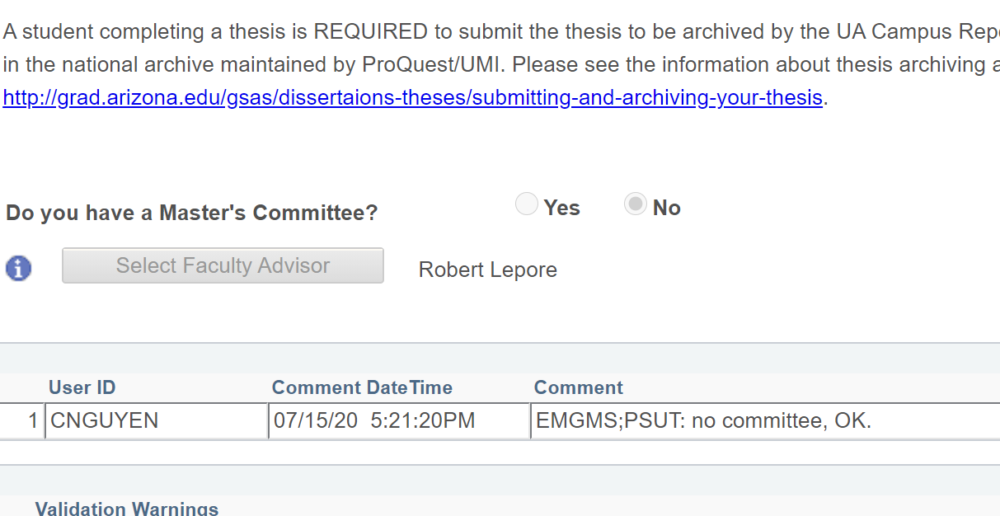 A student completing a thesis is REQUIRED to submit the thesis to be archived by the UA Campus
in the national archive maintained by ProQuest/UMI. Please see the information about thesis archiving
http://grad.arizona.edu/gsas/dissertaions-theses/submitting-and-archiving-your-thesis.
Do you have a Master's Committee? Yes No
Select Faculty Advisor Robert Lepore
User ID Comment DateTime Comment
1 CNGUYEN 07/15/20 5:21:20PM EMGMS;PSUT: no committee, OK.
Validation Warnings